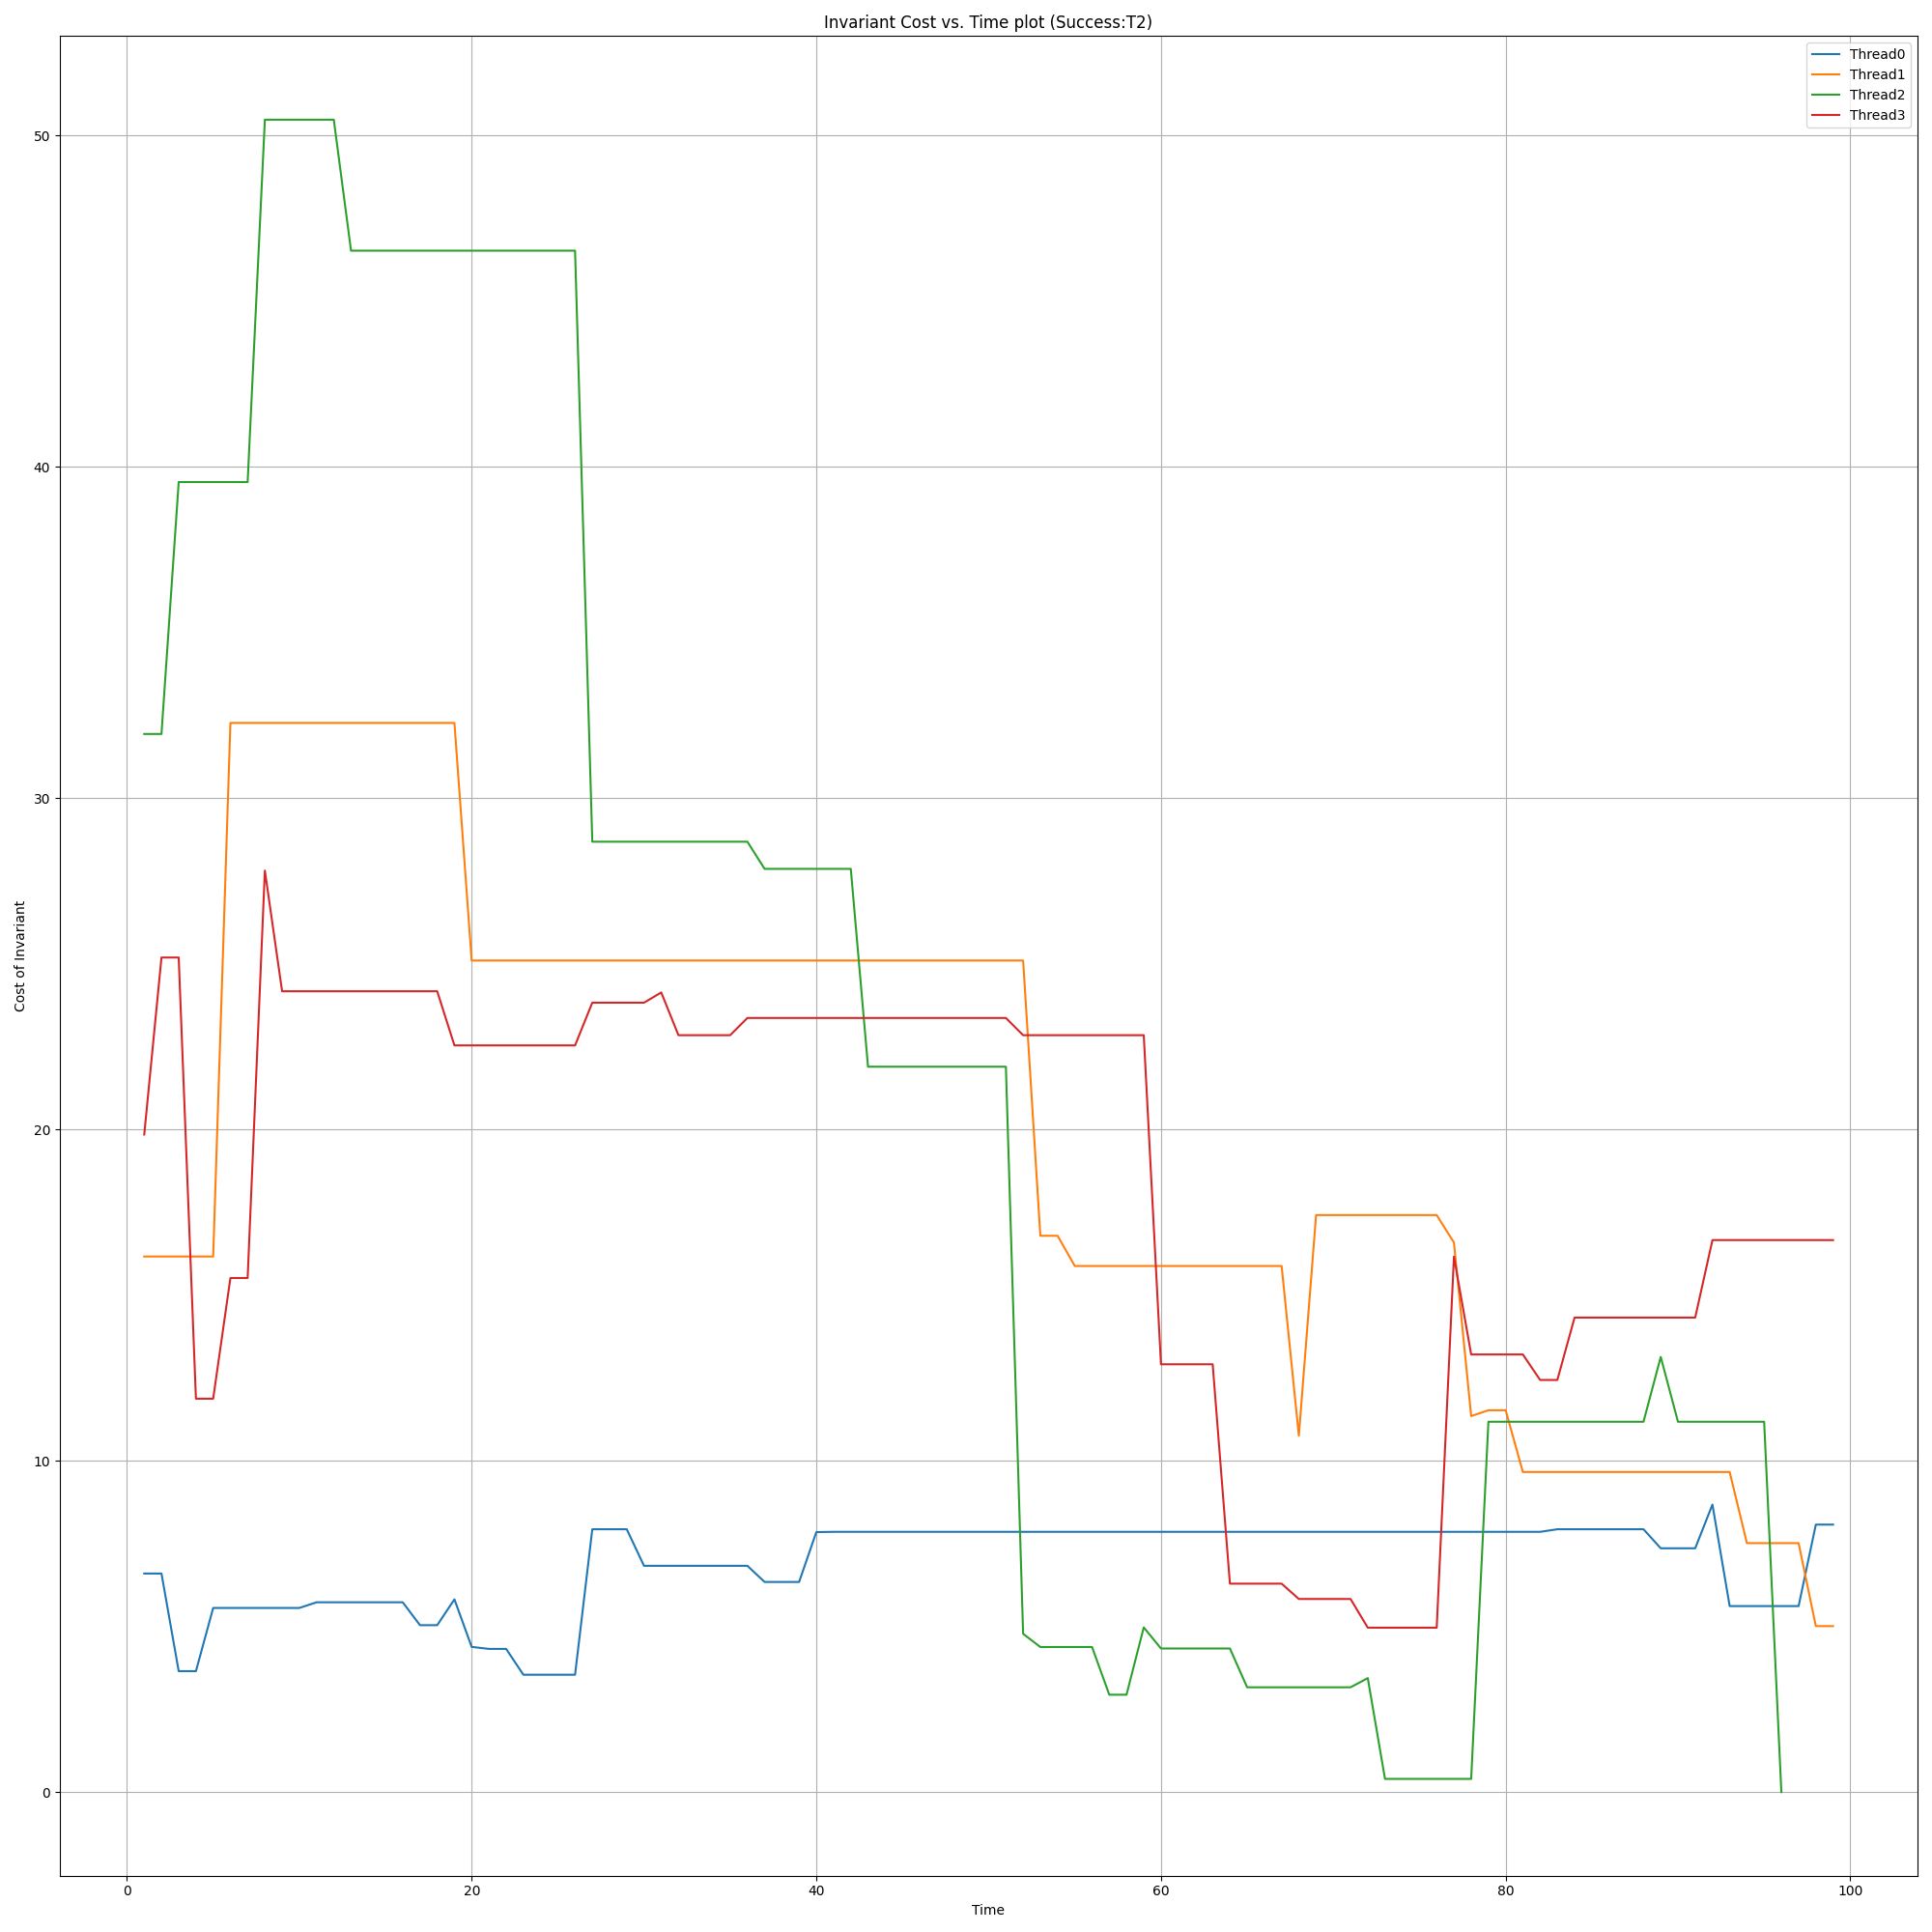 Invariant Cost vs. Time plot (Success:T2)
Thread0
Thread1
Thread2
Thread3
50
40
30
20
10
0
Cost of Invariant
0 20 40 60 80 100
Time